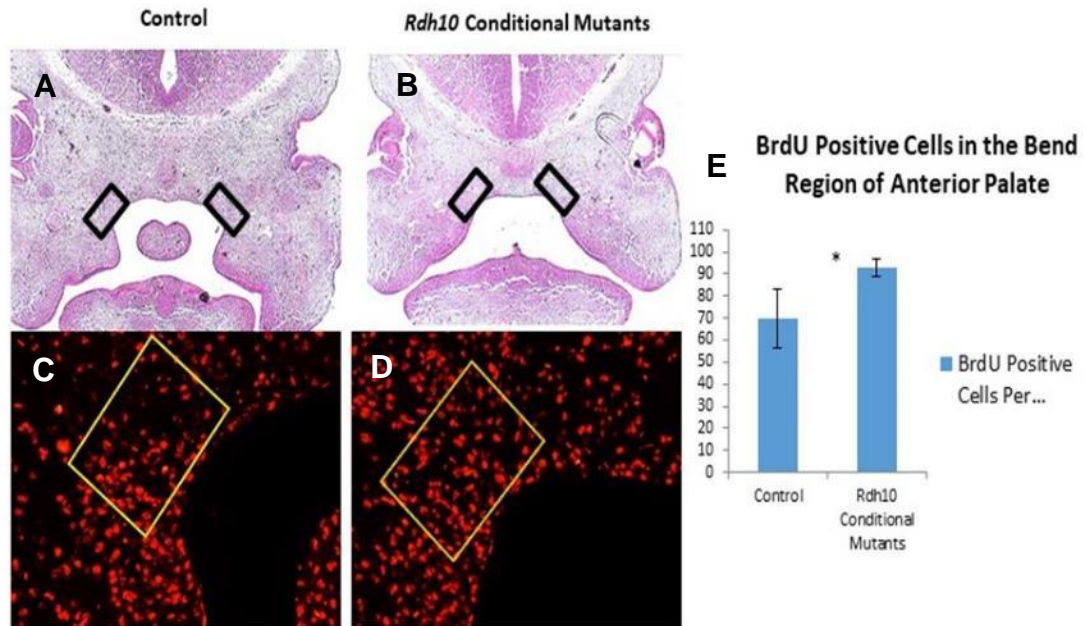 Control
Rdh10 Conditional Mutants
A
B
C
D
E
BrdU Positive Cells in the Bend
Region of Anterior Palate
110
100
90
80
70
60
50
40
30
20
10
0
*
Control
Rdh10
Conditional
Mutants
BrdU Positive
Cells Per...